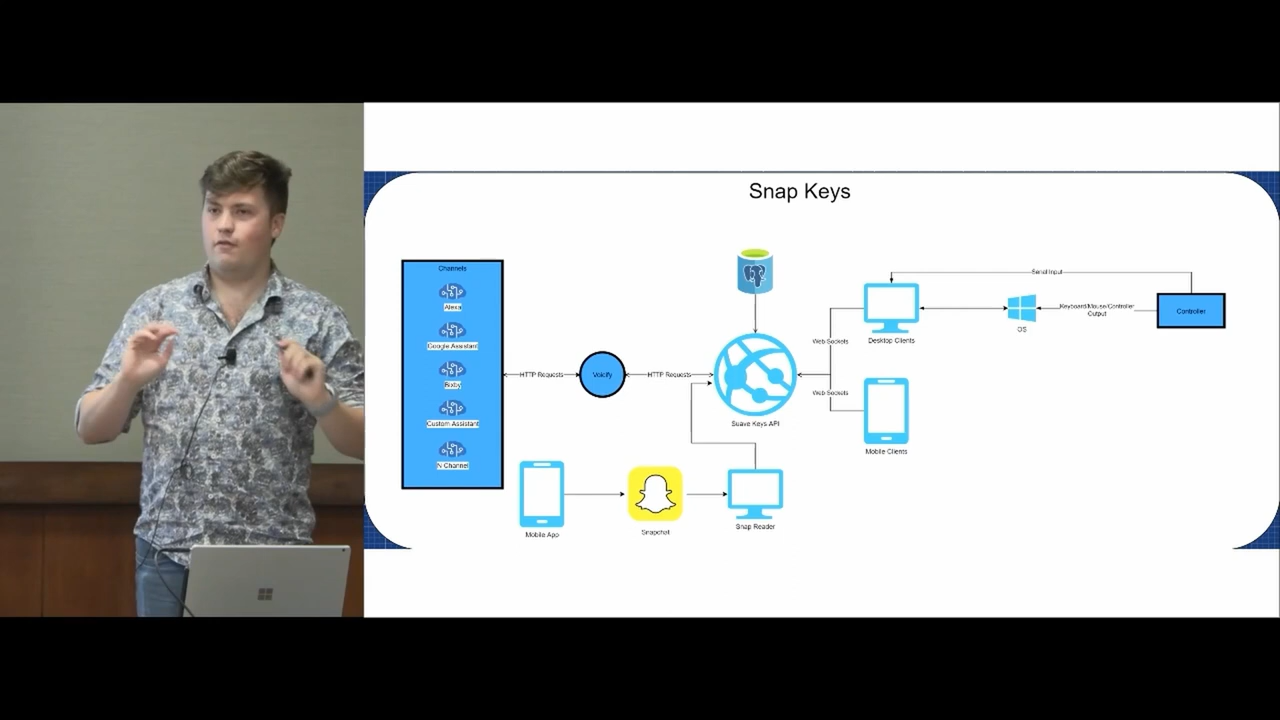 Snap Keys
Channels
Alexa
Google Assistant
Bixby
Custom Assistant
N Channel
HTTP Requests
Voicify
HTTP Requests
Suave Keys API
Web Sockets
Web Sockets
Desktop Clients
Mobile Clients
Serial Input
OS
Keyboard/Mouse/Controller
Output
Controller
Mobile App
Snapchat
Snap Reader